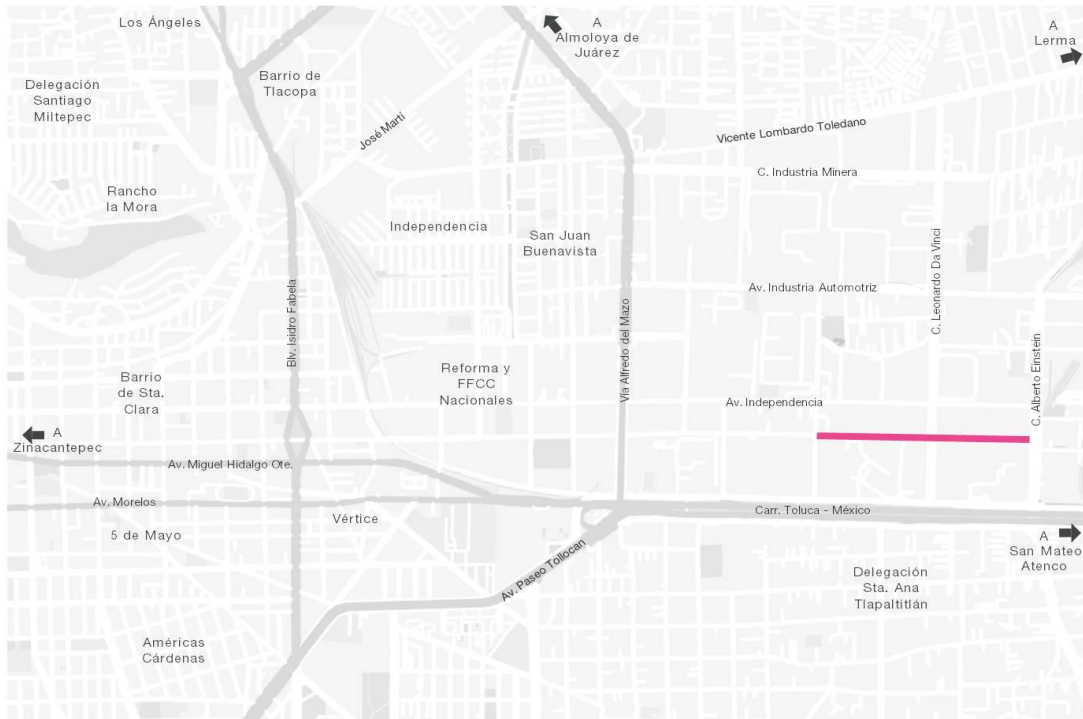 Los Ángeles
A
Almoloya de
Juárez
A
Lerma
Delegación
Santiago
Miltepec
Barrio de
Tlacopa
José Martí
Vicente Lombardo Toledano
C. Industria Minera
Rancho
la Mora
Independencia
San Juan
Buenavista
C. Leonardo Da Vinci
Av. Industria Automotriz
Blv. Isidro Fabela
Vía Alfredo del Mazo
C. Alberto Einstein
Barrio
de Sta.
Clara
Reforma y
FFCC
Nacionales
Av. Independencia
A
Zinacantepec
Av. Miguel Hidalgo Ote.
Av. Morelos
Vértice
Carr. Toluca - México
5 de Mayo
A
San Mateo
Atenco
Av. Paseo Tollocan
Delegación
Sta. Ana
Tlapaltitlán
Américas
Cárdenas